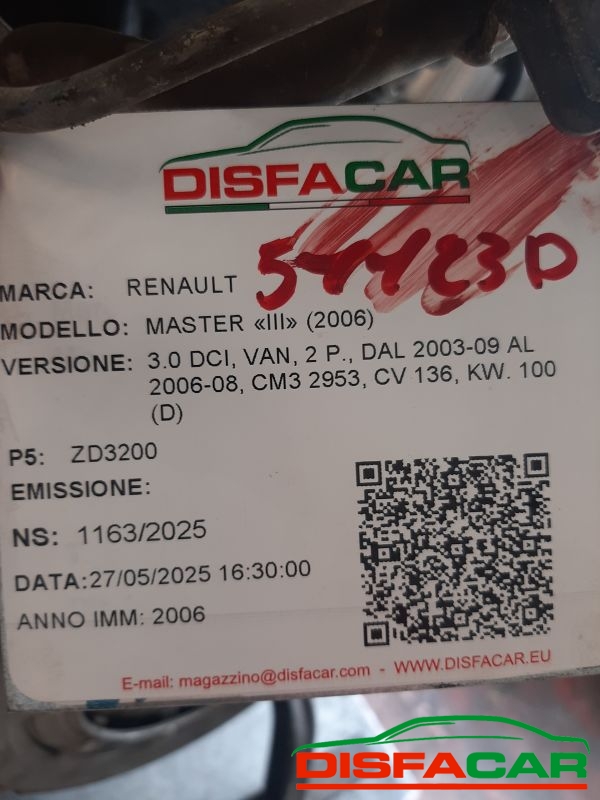 DISFACAR
MARCA: RENAULT
MODELLO: MASTER «III» (2006)
VERSIONE: 3.0 DCI, VAN, 2 P., DAL 2003-09 AL
2006-08, CM3 2953, CV 136, KW. 100
(D)
P5: ZD3200
EMISSIONE:
NS: 1163/2025
DATA:27/05/2025 16:30:00
ANNO IMM: 2006
E-mail: magazzino@disfacar.com - WWW.DISFACAR.EU
DISFACAR